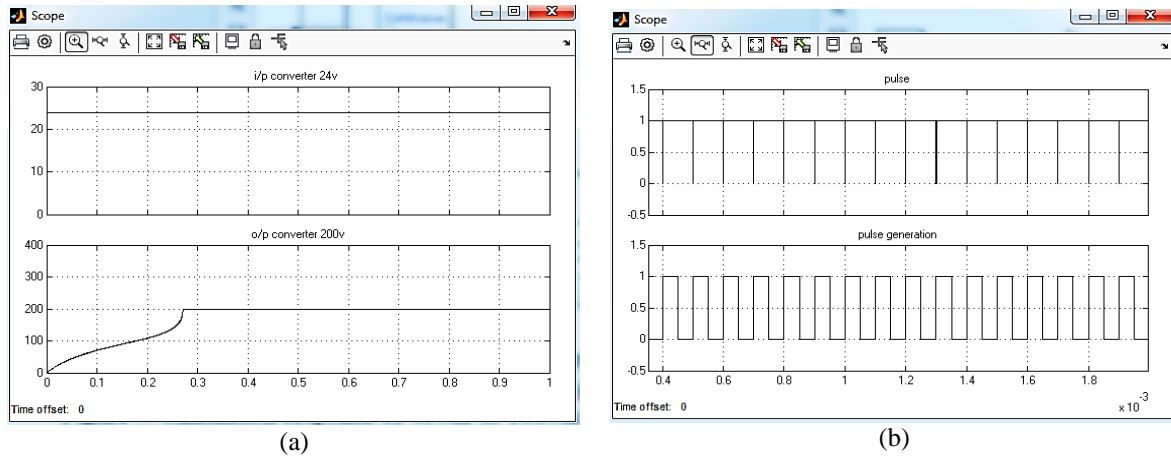 Scope
i/p converter 24v
30
20
10
0
o/p converter 200v
400
300
200
100
0
0 0.1 0.2 0.3 0.4 0.5 0.6 0.7 0.8 0.9 1
Time offset: 0
(a)
Scope
pulse
1.5
1
0.5
0
-0.5
pulse generation
1.5
1
0.5
0
-0.5
0.4 0.6 0.8 1 1.2 1.4 1.6 1.8
x 10-3
Time offset: 0
(b)